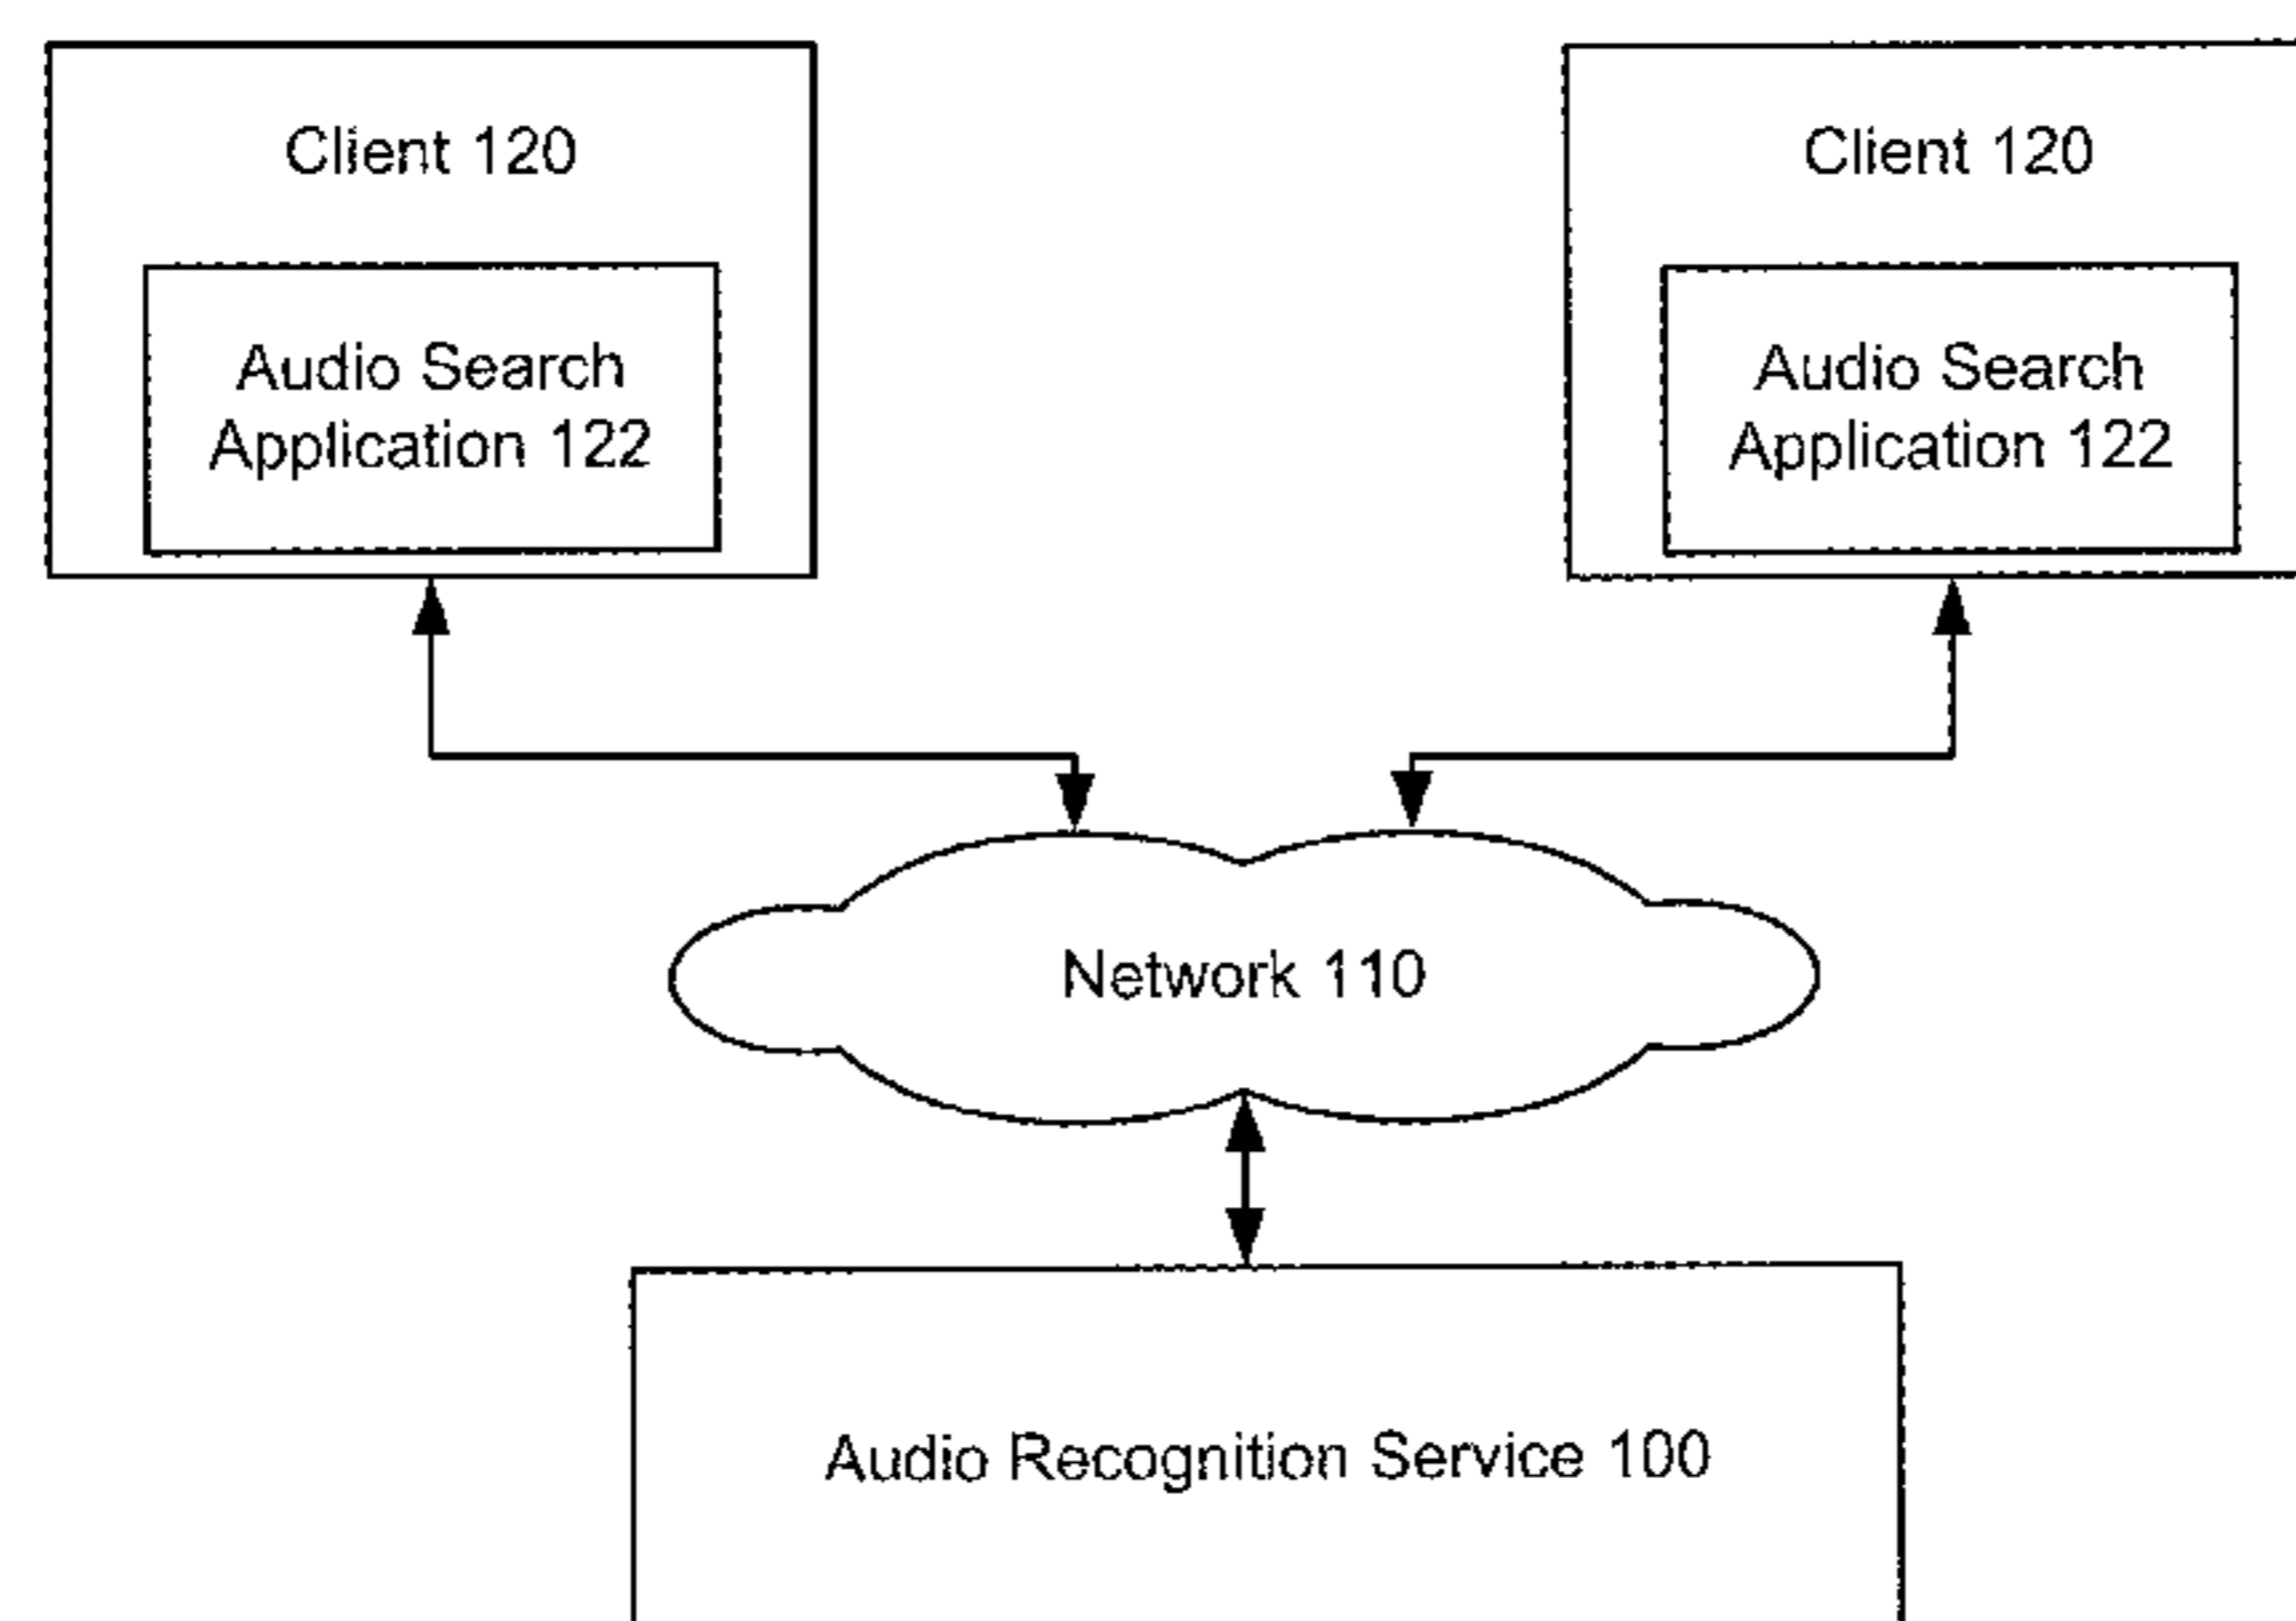 Client 120
Audio Search
Application 122
Client 120
Audio Search
Application 122
Network 110
Audio Recognition Service 100